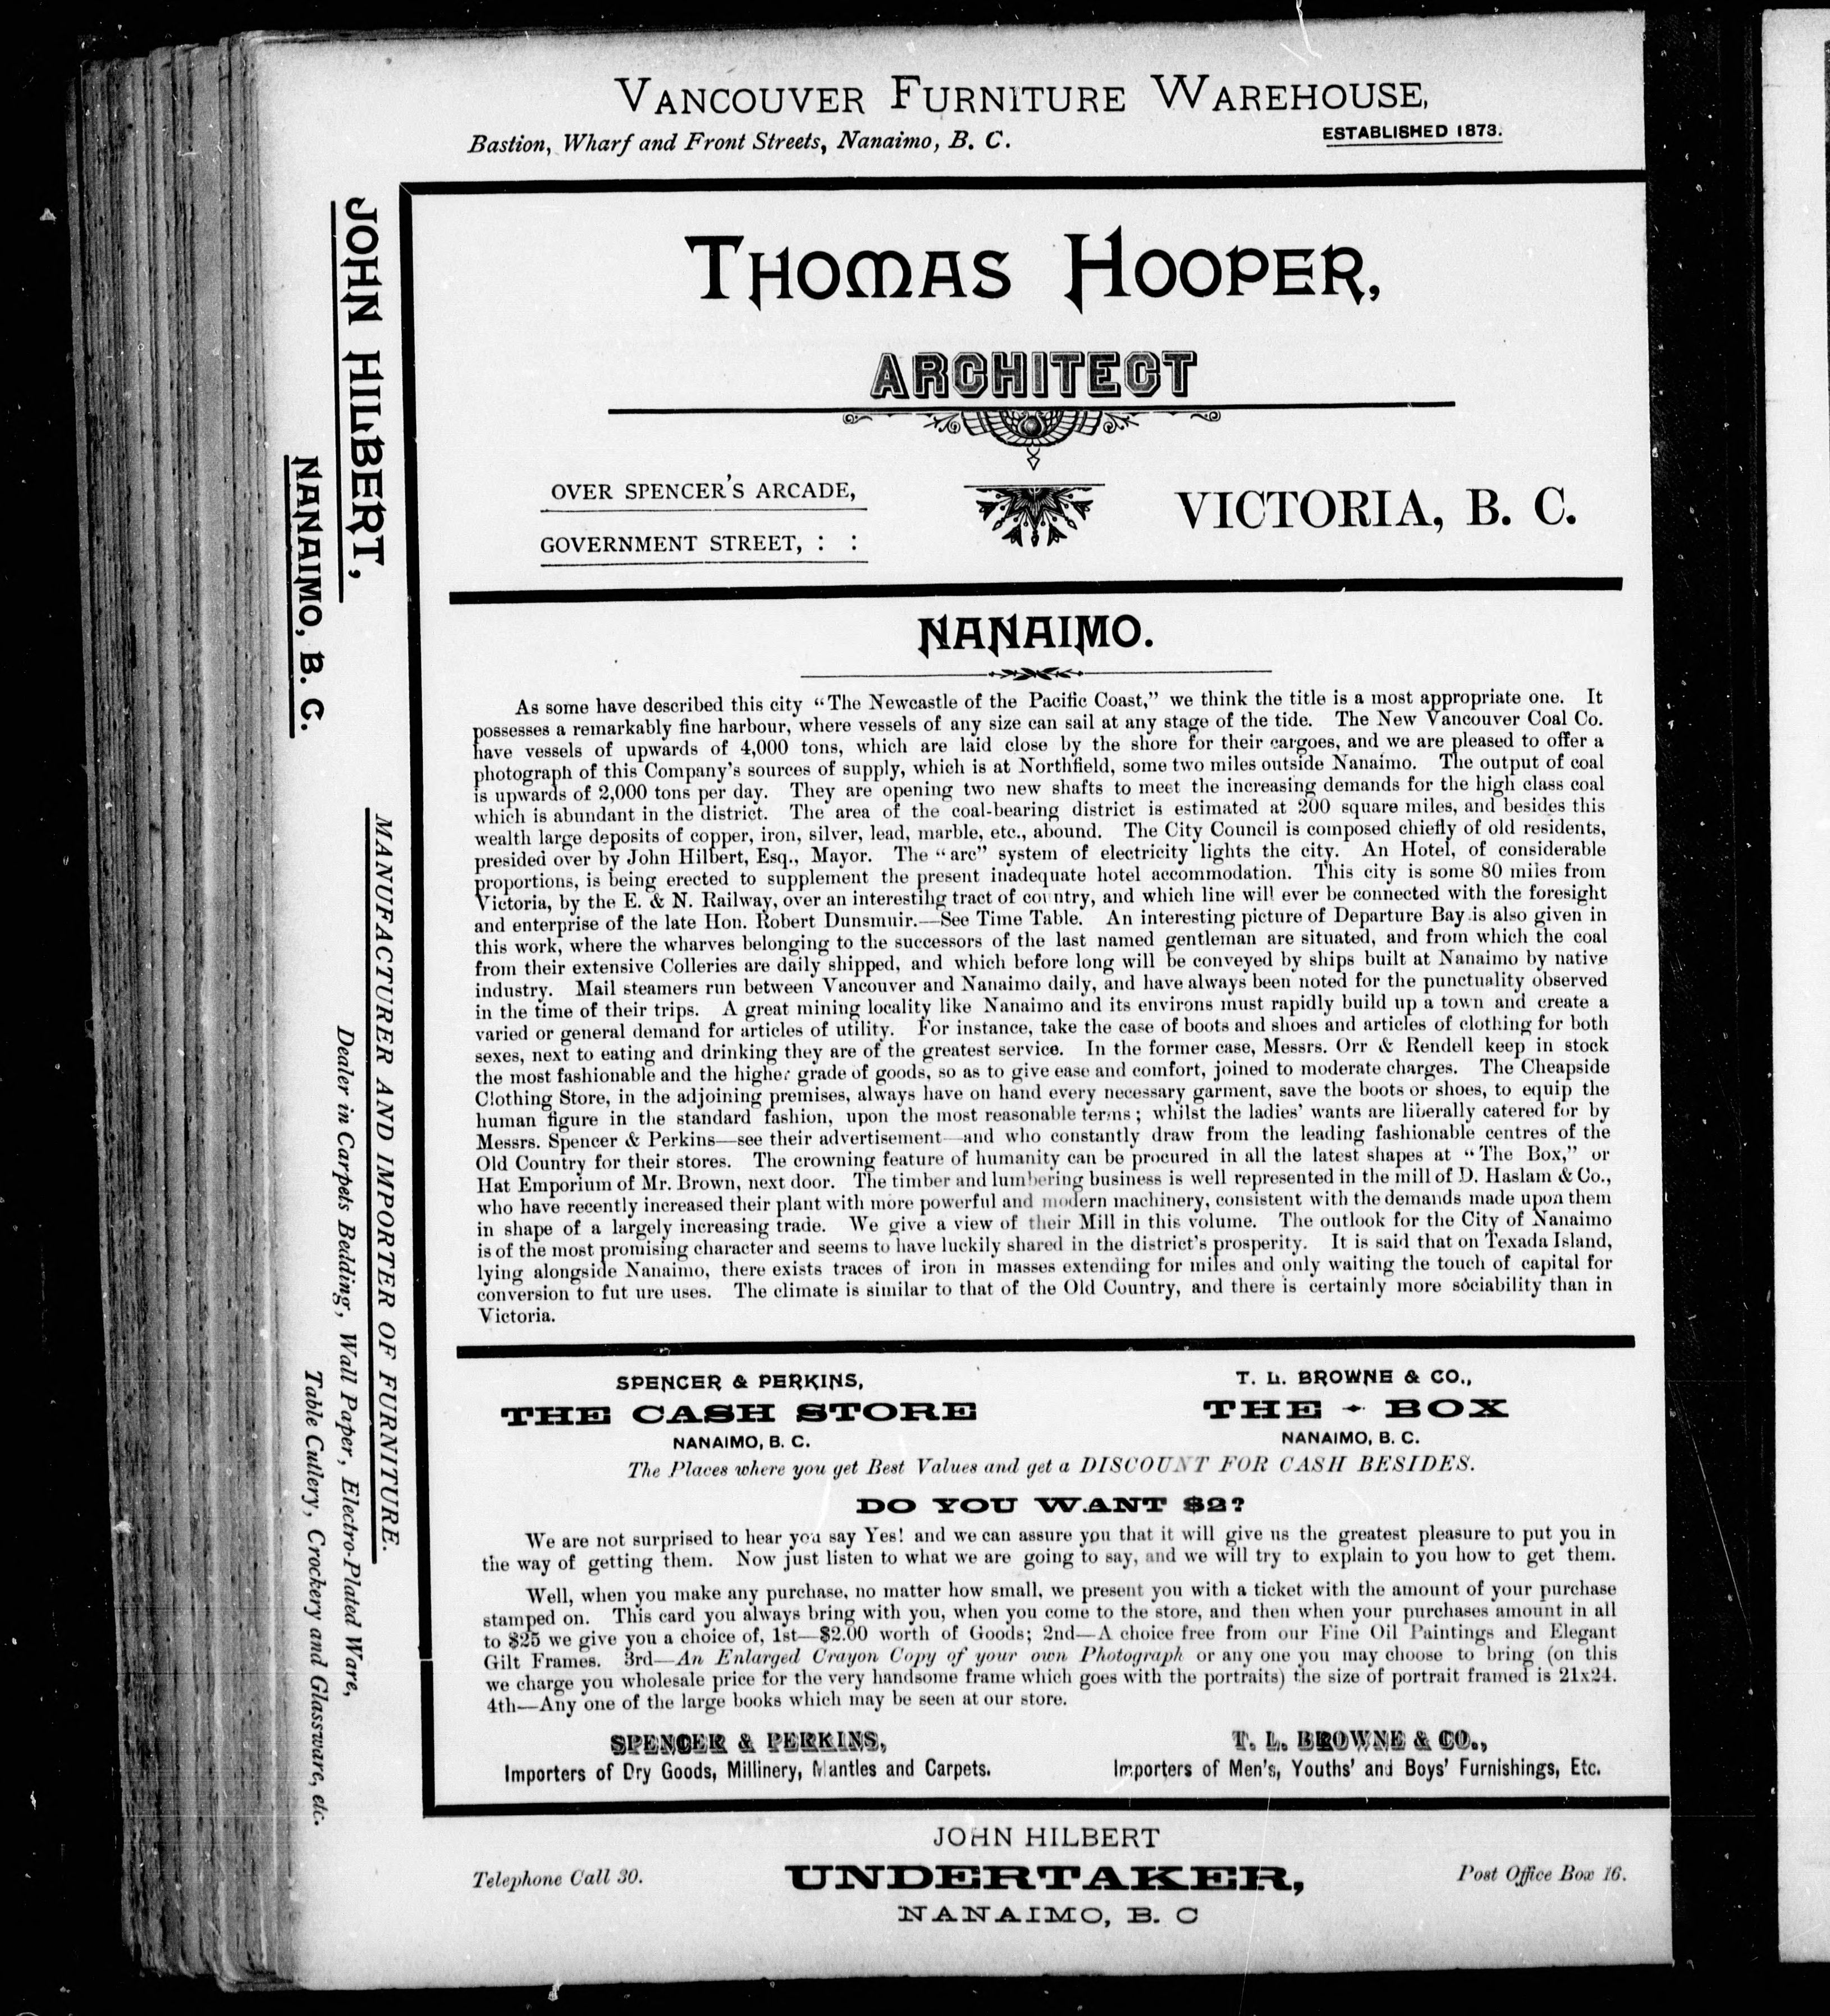 VANCOUVER FURNITURE WAREHOUSE,
Bastion, Wharf and Front Streets, Nanaimo, B. C.
ESTABLISHED 1873.
JOHN HILBERT,
NANAIMO, B. C.
MANUFACTURER AND IMPORTER OF FURNITURE.
Dealer in Carpets Bedding, Wall Paper, Electro-Plated Ware,
Table Cutlery, Crockery and Glassware, etc.
THOMAS HOOPER,
ARCHITECT
OVER SPENCER'S ARCADE,
GOVERNMENT STREET, : :
VICTORIA, B. C.
NANAIMO.
As some have described this city "The Newcastle of the Pacific Coast," we think the title is a most appropriate one. It
possesses a remarkably fine harbour, where vessels of any size can sail at any stage of the tide. The New Vancouver Coal Co.
have vessels of upwards of 4,000 tons, which are laid close by the shore for their cargoes, and we are pleased to offer a
photograph of this Company's sources of supply, which is at Northfield, some two miles outside Nanaimo. The output of coal
is upwards of 2,000 tons per day. They are opening two new shafts to meet the increasing demands for the high class coal
which is abundant in the district. The area of the coal-bearing district is estimated at 200 square miles, and besides this
wealth large deposits of copper, iron, silver, lead, marble, etc., abound. The City Council is composed chiefly of old residents,
presided over by John Hilbert, Esq., Mayor. The "arc" system of electricity lights the city. An Hotel, of considerable
proportions, is being erected to supplement the present inadequate hotel accommodation. This city is some 80 miles from
Victoria, by the E. & N. Railway, over an interestihg tract of country, and which line will ever be connected with the foresight
and enterprise of the late Hon. Robert Dunsmuir.—See Time Table. An interesting picture of Departure Bay is also given in
this work, where the wharves belonging to the successors of the last named gentleman are situated, and from which the coal
from their extensive Colleries are daily shipped, and which before long will be conveyed by ships built at Nanaimo by native
industry. Mail steamers run between Vancouver and Nanaimo daily, and have always been noted for the punctuality observed
in the time of their trips. A great mining locality like Nanaimo and its environs must rapidly build up a town and create a
varied or general demand for articles of utility. For instance, take the case of boots and shoes and articles of clothing for both
sexes, next to eating and drinking they are of the greatest service. In the former case, Messrs. Orr & Rendell keep in stock
the most fashionable and the higher grade of goods, so as to give ease and comfort, joined to moderate charges. The Cheapside
Clothing Store, in the adjoining premises, always have on hand every necessary garment, save the boots or shoes, to equip the
human figure in the standard fashion, upon the most reasonable terms; whilst the ladies' wants are liberally catered for by
Messrs. Spencer & Perkins—see their advertisement—and who constantly draw from the leading fashionable centres of the
Old Country for their stores. The crowning feature of humanity can be procured in all the latest shapes at "The Box," or
Hat Emporium of Mr. Brown, next door. The timber and lumbering business is well represented in the mill of D. Haslam & Co.,
who have recently increased their plant with more powerful and modern machinery, consistent with the demands made upon them
in shape of a largely increasing trade. We give a view of their Mill in this volume. The outlook for the City of Nanaimo
is of the most promising character and seems to have luckily shared in the district's prosperity. It is said that on Texada Island,
lying alongside Nanaimo, there exists traces of iron in masses extending for miles and only waiting the touch of capital for
conversion to fut ure uses. The climate is similar to that of the Old Country, and there is certainly more sociability than in
Victoria.
SPENCER & PERKINS,
THE CASH STORE
NANAIMO, B. C.
T. L. BROWNE & CO.,
THE - BOX
NANAIMO, B. C.
The Places where you get Best Values and get a DISCOUNT FOR CASH BESIDES.
DO YOU WANT $2?
We are not surprised to hear you say Yes! and we can assure you that it will give us the greatest pleasure to put you in
the way of getting them. Now just listen to what we are going to say, and we will try to explain to you how to get them.
Well, when you make any purchase, no matter how small, we present you with a ticket with the amount of your purchase
stamped on. This card you always bring with you, when you come to the store, and then when your purchases amount in all
to $25 we give you a choice of, 1st—$2.00 worth of Goods; 2nd—A choice free from our Fine Oil Paintings and Elegant
Gilt Frames. 3rd—An Enlarged Crayon Copy of your own Photograph or any one you may choose to bring (on this
we charge you wholesale price for the very handsome frame which goes with the portraits) the size of portrait framed is 21x24.
4th—Any one of the large books which may be seen at our store.
SPENCER & PERKINS,
Importers of Dry Goods, Millinery, Mantles and Carpets.
T. L. BROWNE & CO.,
Importers of Men's, Youths' and Boys' Furnishings, Etc.
JOHN HILBERT
Telephone Call 30.
UNDERTAKER,
Post Office Box 16.
NANAIMO, B. C